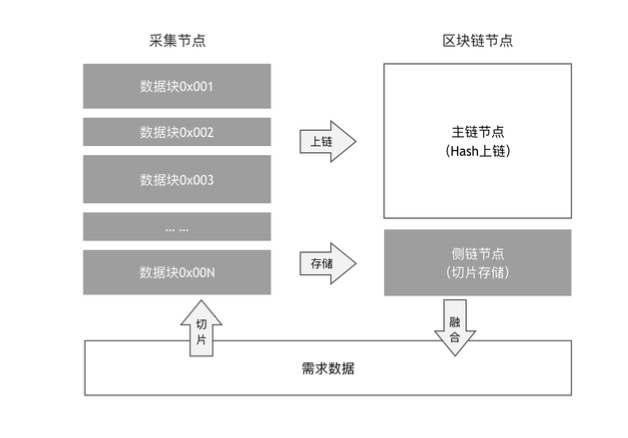 采集节点
区块链节点
数据块0x001
数据块0x002
数据块0x003
... ...
数据块0x00N
上链
存储
主链节点
（Hash上链）
侧链节点
（切片存储）
切
片
融
合
需求数据